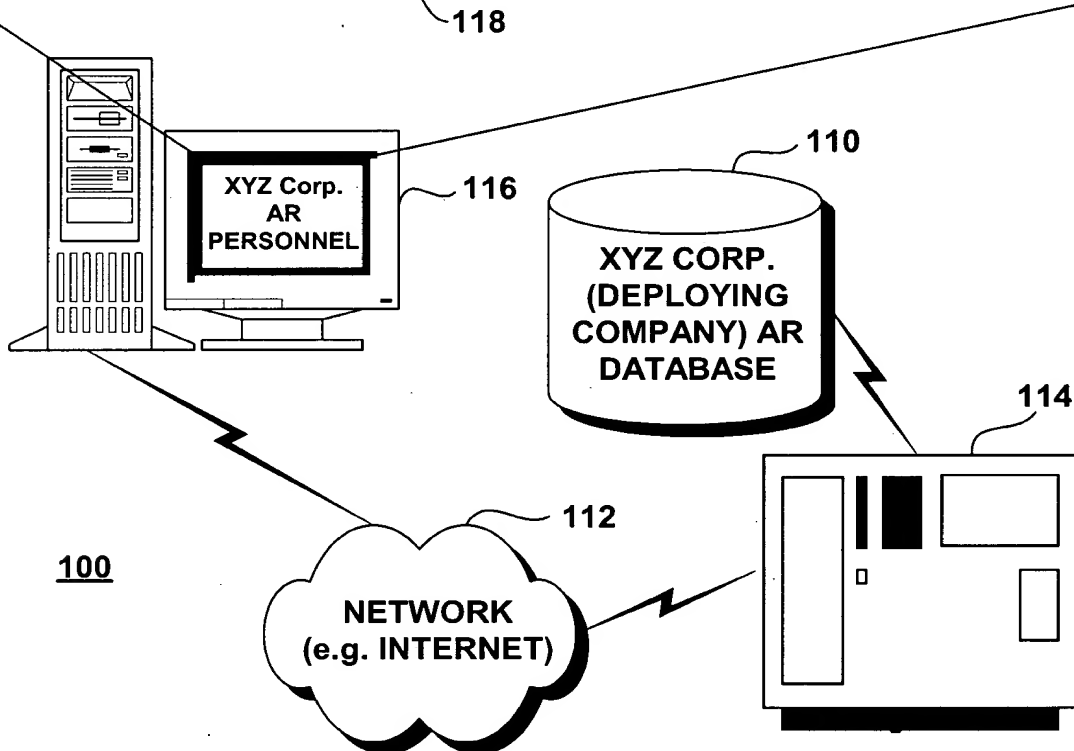 118
110
XYZ Corp.
AR
PERSONNEL
116
XYZ CORP.
(DEPLOYING
COMPANY) AR
DATABASE
114
112
100
NETWORK
(e.g. INTERNET)